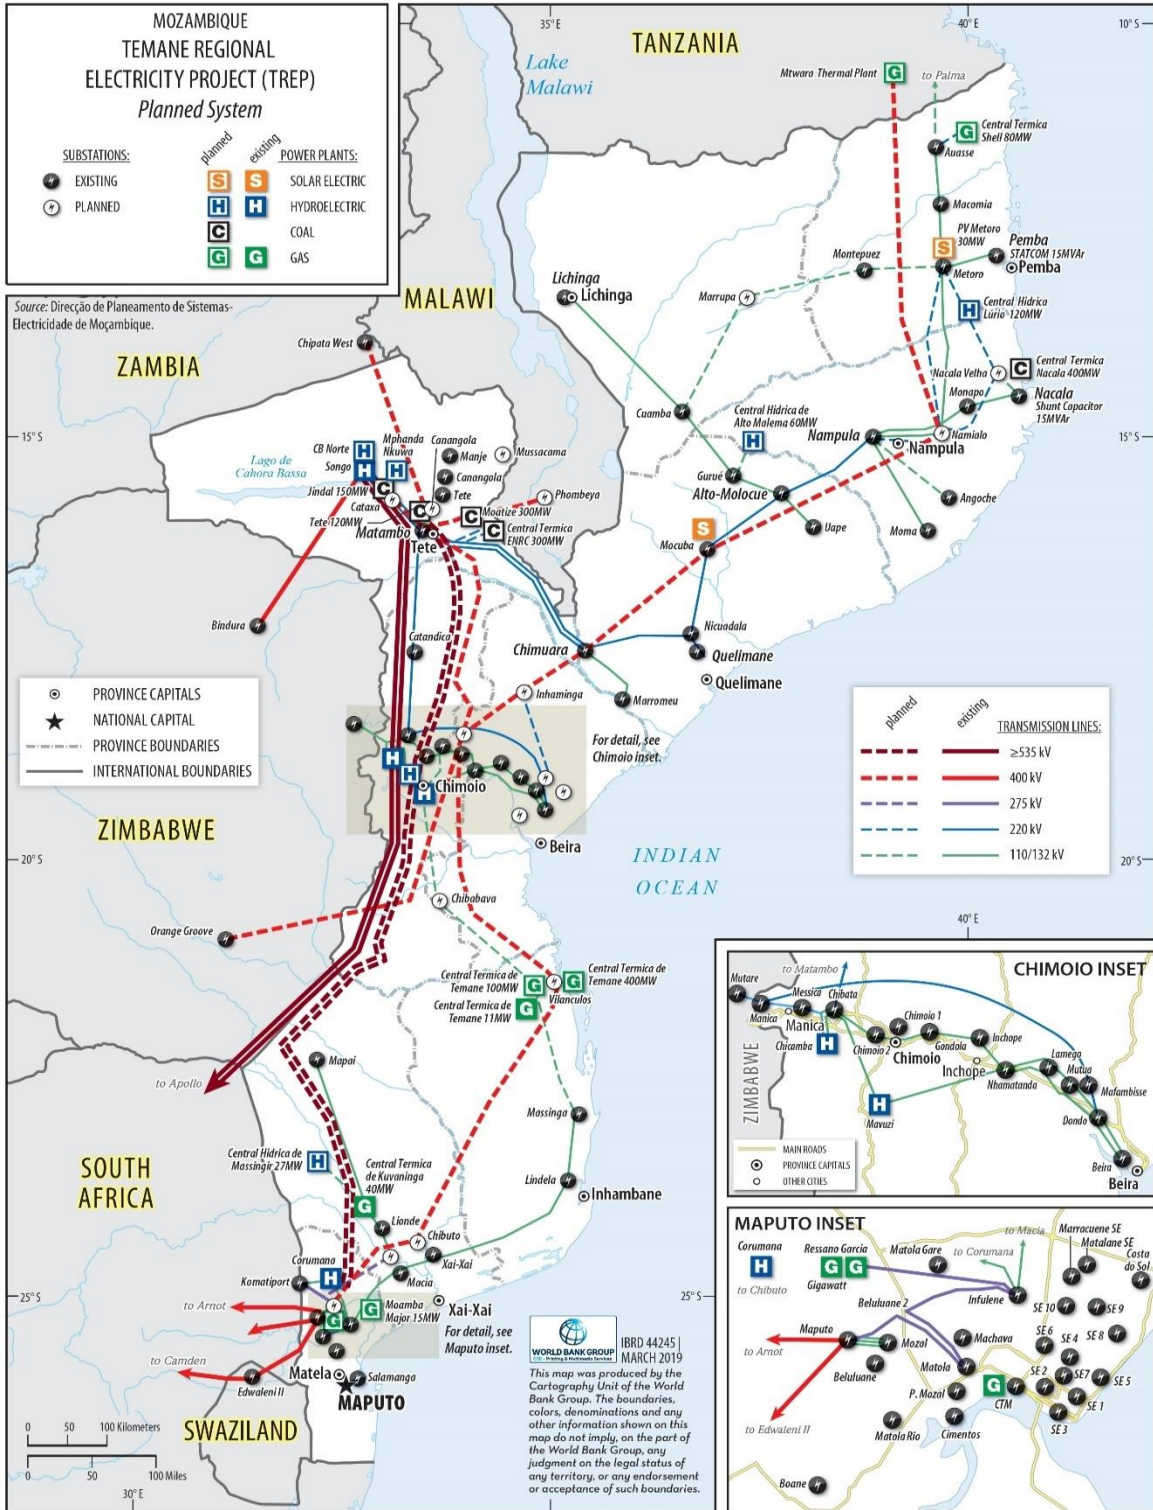 MOZAMBIQUE
TEMANE REGIONAL
ELECTRICITY PROJECT (TREP)
Planned System
SUBSTATIONS:
EXISTING
PLANNED
planned
existing
POWER PLANTS:
S S SOLAR ELECTRIC
H H HYDROELECTRIC
C COAL
G G GAS
Source: Direcção de Planeamento de Sistemas-
Electricidade de Moçambique.
35° E
40° E
10° S
TANZANIA
Lake
Malawi
Mtwara Thermal Plant
G
to Palma
G
Central Termica
Shell 80MW
Auasse
Macomia
PV Metoro
30MW
S
Pemba
STATCOM 15MVAr
Pemba
Montepuez
Metoro
Lichinga
Lichinga
Marrupa
H
Central Hidrica
Lúrio 120MW
MALAWI
ZAMBIA
Chipata West
Nacala Velha
C
Central Termica
Nacala 400MW
Monapo
Nacala
Shunt Capacitor
15MVAr
Cuamba
Central Hidrica de
Alto Malema 60MW
H
Nampula
Nampula
Namialo
15° S
15° S
Gurué
Alto-Molocue
Angoche
Uape
Moma
S
Mocuba
Lago de
Cahora Bassa
CB Norte
H
Songo
H
Mphanda
Nkuwa
H
Canangola
Manje
Mussacama
Canangola
Jindal 150MW
C
Cataxa
Tete
Phombeya
Tete 120MW
C
C
Moatize 300MW
Matambo
Tete
C
Central Termica
ENRC 300MW
Bindura
Catandica
Chimuara
Nicuadala
Quelimane
Quelimane
Inhaminga
Marromeu
For detail, see
Chimoio inset.
PROVINCE CAPITALS
NATIONAL CAPITAL
PROVINCE BOUNDARIES
INTERNATIONAL BOUNDARIES
planned
existing
TRANSMISSION LINES:
≥535 kV
400 kV
275 kV
220 kV
110/132 kV
H
H
H
Chimoio
ZIMBABWE
Beira
INDIAN
OCEAN
20° S
20° S
Chibabava
Orange Groove
40° E
Central Termica de
Temane 100MW
G
G
Central Termica de
Temane 400MW
Vilanculos
Central Termica de
Temane 11MW
G
Mapai
to Apollo
Massinga
Central Hidrica de
Massingir 27MW
H
Central Termica
de Kuvaninga
40MW
G
SOUTH
AFRICA
Lindela
Inhambane
Lionde
Chibuto
Xai-Xai
Corumana
H
Komatiport
Macia
25° S
25° S
to Arnot
G
G
Moamba
Major 15MW
Xai-Xai
For detail, see
Maputo inset.
to Camden
Edwaleni II
Matela
Salamanga
MAPUTO
SWAZILAND
0 50 100 Kilometers
0 50 100 Miles
30° E
WORLD BANK GROUP
IBRD 44245 |
MARCH 2019
This map was produced by the
Cartography Unit of the World
Bank Group. The boundaries,
colors, denominations and any
other information shown on this
map do not imply, on the part of
the World Bank Group, any
judgment on the legal status of
any territory, or any endorsement
or acceptance of such boundaries.
CHIMOIO INSET
to Matambo
Mutare
Messica
Chibata
Manica
Manica
Chicamba
H
Chimoio 1
Chimoio 2
Chimoio
Gondola
Inchope
Inchope
Lamego
Mutua
Nhamatanda
Mafambisse
H
Mavuzi
Dondo
Beira
Beira
ZIMBABWE
MAIN ROADS
PROVINCE CAPITALS
OTHER CITIES
MAPUTO INSET
Corumana
H
to Chibuto
Ressano Garcia
G G
Gigawatt
Matola Gare
to Macia
to Corumana
Marracuene SE
Matalane SE
Costa
do Sol
Infulene
Beluluane 2
Maputo
Mozal
Machava
SE 10
SE 9
SE 6
SE 4
SE 8
to Arnot
Beluluane
Matola
SE 2
SE7
SE 5
P. Mozal
G
CTM
SE 1
to Edwaleni II
Matola Rio
Cimentos
SE 3
Boane